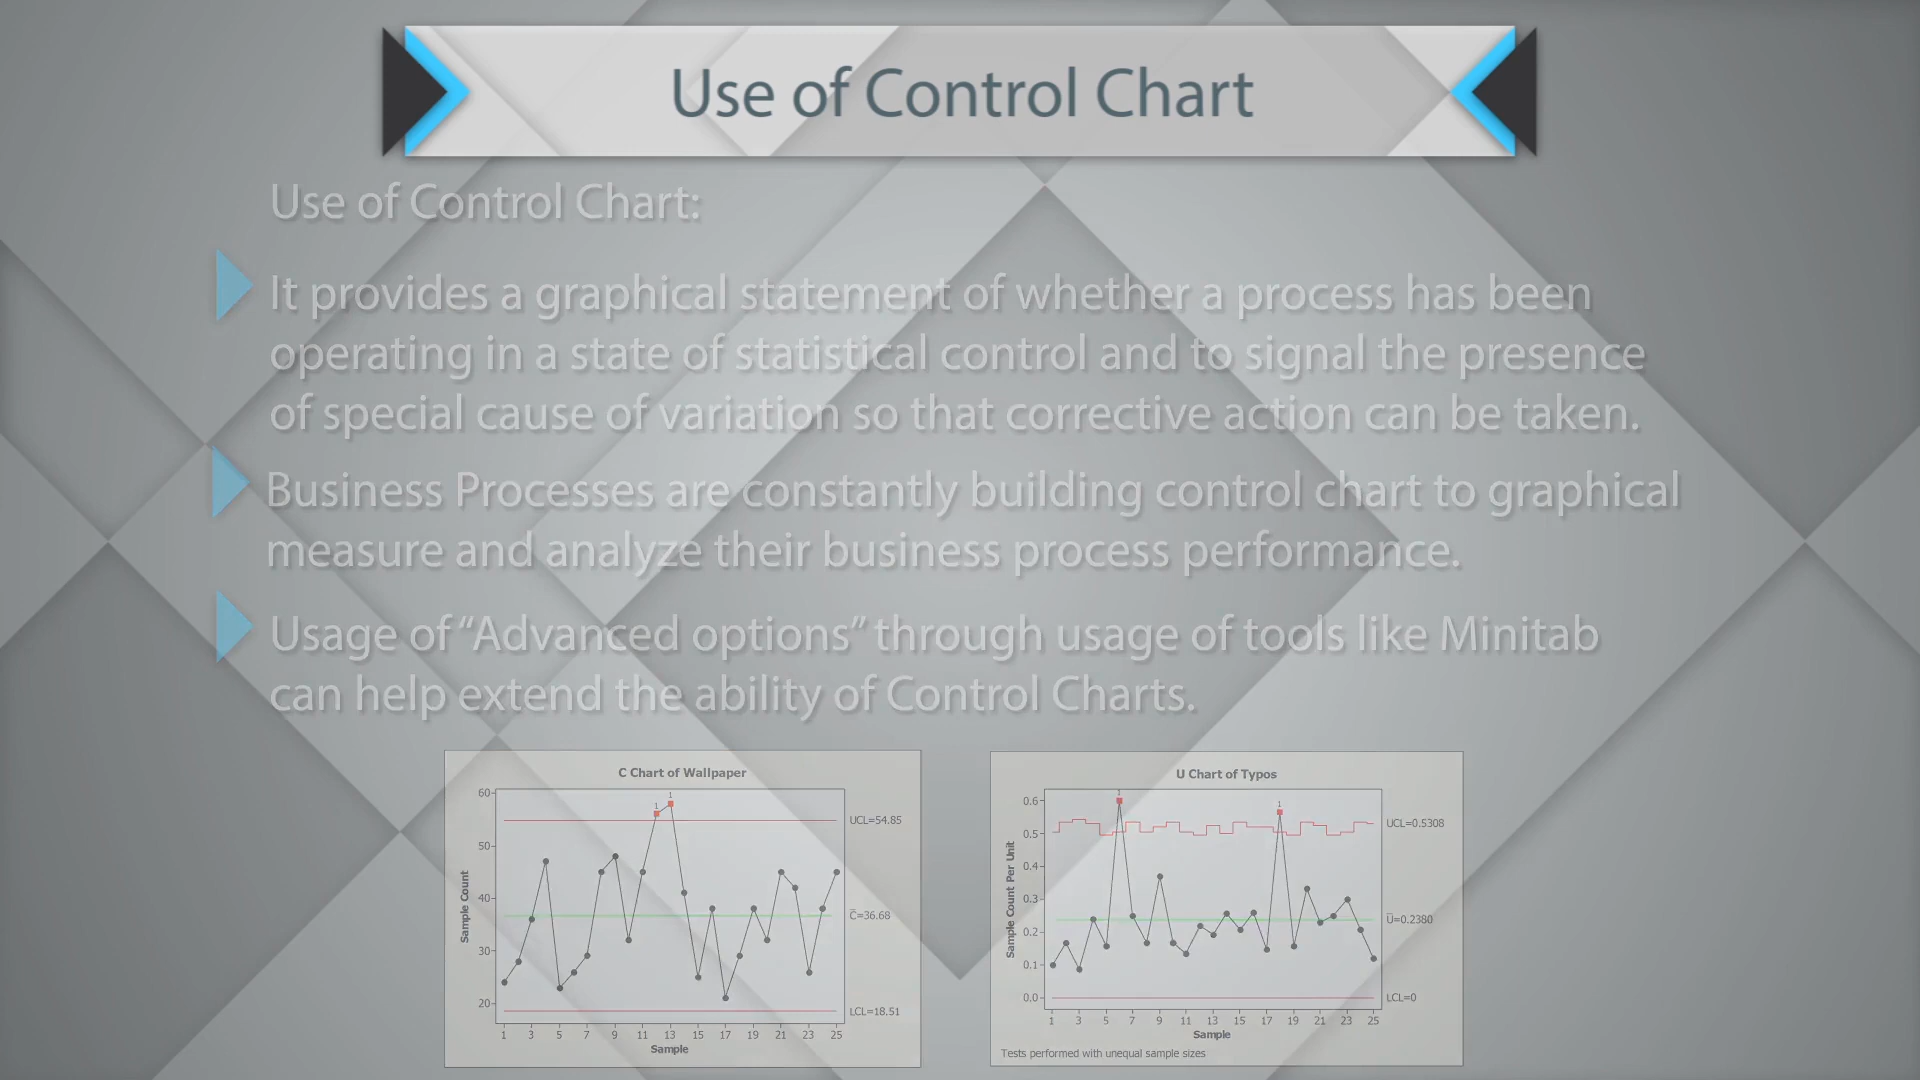 Use of Control Chart
Use of Control Chart:
It provides a graphical statement of whether a process has been
operating in a state of statistical control and to signal the presence
of special cause of variation so that corrective action can be taken.
Business Processes are constantly building control chart to graphical
measure and analyze their business process performance.
Usage of “Advanced options” through usage of tools like Minitab
can help extend the ability of Control Charts.
C Chart of Wallpaper
60
50
40
30
20
Sample Count
1
1
UCL=54.85
C̅=36.68
LCL=18.51
1 3 5 7 9 11 13 15 17 19 21 23 25
Sample
U Chart of Typos
0.6
0.5
0.4
0.3
0.2
0.1
0.0
Sample Count Per Unit
1
1
UCL=0.5308
U̅=0.2380
LCL=0
1 3 5 7 9 11 13 15 17 19 21 23 25
Sample
Tests performed with unequal sample sizes